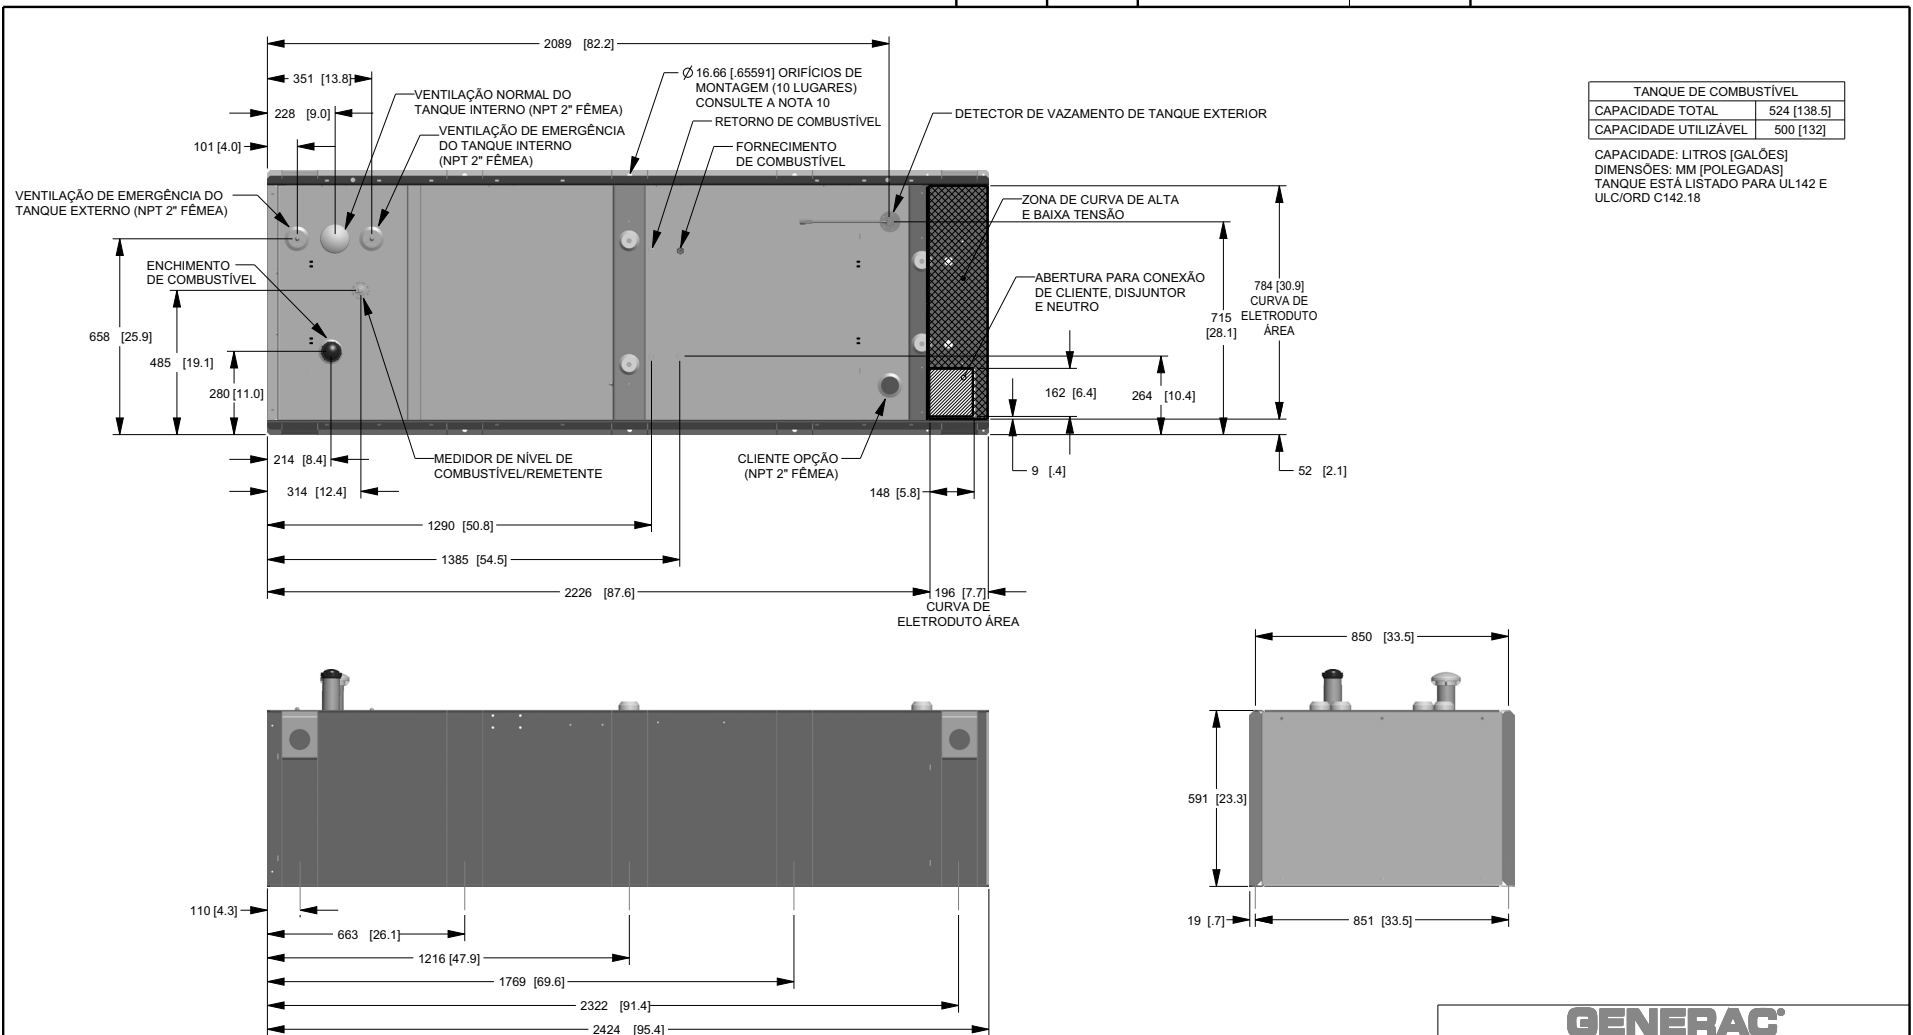 2089 [82.2]
351 [13.8]
228 [9.0]
101 [4.0]
VENTILAÇÃO NORMAL DO
TANQUE INTERNO (NPT 2" FÊMEA)
VENTILAÇÃO DE EMERGÊNCIA
DO TANQUE INTERNO
(NPT 2" FÊMEA)
Ø 16.66 [.65591] ORIFÍCIOS DE
MONTAGEM (10 LUGARES)
CONSULTE A NOTA 10
RETORNO DE COMBUSTÍVEL
FORNECIMENTO
DE COMBUSTÍVEL
DETECTOR DE VAZAMENTO DE TANQUE EXTERIOR
TANQUE DE COMBUSTÍVEL
CAPACIDADE TOTAL 524 [138.5]
CAPACIDADE UTILIZÁVEL 500 [132]
CAPACIDADE: LITROS [GALÕES]
DIMENSÕES: MM [POLEGADAS]
TANQUE ESTÁ LISTADO PARA UL142 E
ULC/ORD C142.18
VENTILAÇÃO DE EMERGÊNCIA DO
TANQUE EXTERNO (NPT 2" FÊMEA)
ZONA DE CURVA DE ALTA
E BAIXA TENSÃO
ENCHIMENTO
DE COMBUSTÍVEL
ABERTURA PARA CONEXÃO
DE CLIENTE, DISJUNTOR
E NEUTRO
784 [30.9]
CURVA DE
ELETRODUTO
ÁREA
715
[28.1]
658 [25.9]
485 [19.1]
280 [11.0]
162 [6.4]
264 [10.4]
214 [8.4]
314 [12.4]
MEDIDOR DE NÍVEL DE
COMBUSTÍVEL/REMETENTE
CLIENTE OPÇÃO
(NPT 2" FÊMEA)
148 [5.8]
9 [.4]
52 [2.1]
1290 [50.8]
1385 [54.5]
2226 [87.6]
196 [7.7]
CURVA DE
ELETRODUTO ÁREA
850 [33.5]
591 [23.3]
19 [.7]
851 [33.5]
110 [4.3]
663 [26.1]
1216 [47.9]
1769 [69.6]
2322 [91.4]
2424 [95.4]
GENERAC